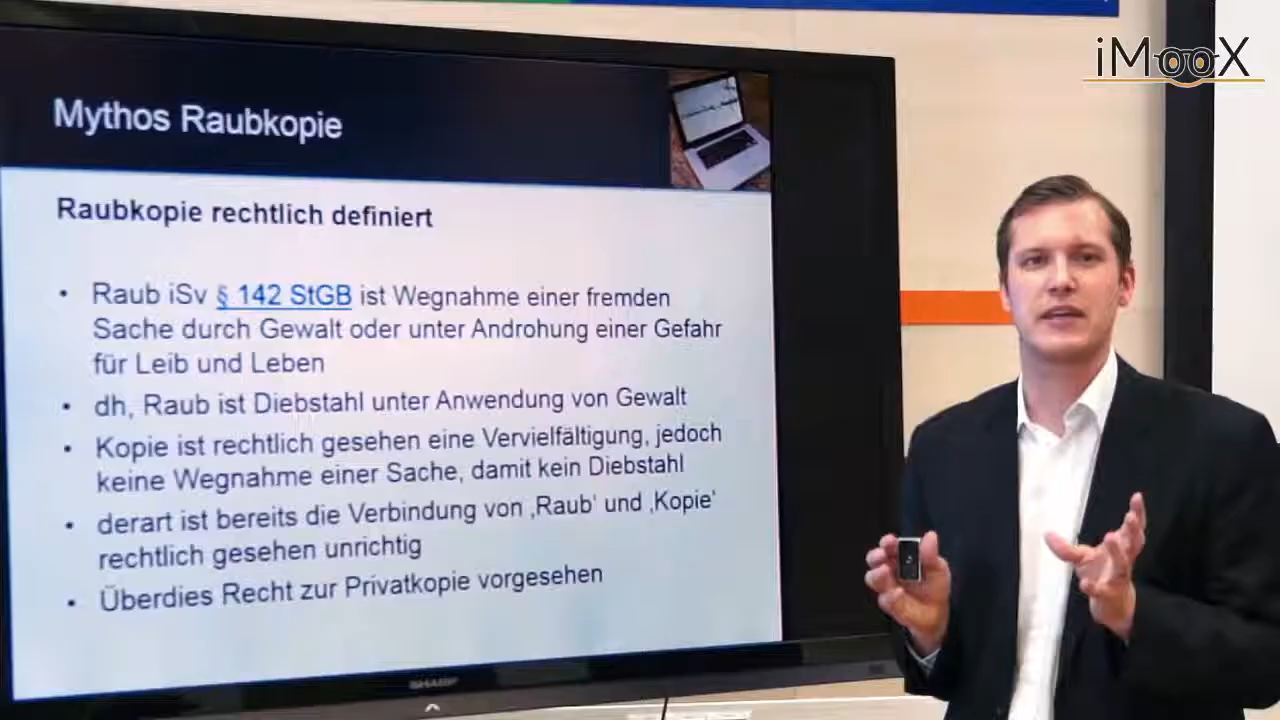 iMooX
Mythos Raubkopie
Raubkopie rechtlich definiert
• Raub iSv § 142 StGB ist Wegnahme einer fremden
Sache durch Gewalt oder unter Androhung einer Gefahr
für Leib und Leben
• dh, Raub ist Diebstahl unter Anwendung von Gewalt
• Kopie ist rechtlich gesehen eine Vervielfältigung, jedoch
keine Wegnahme einer Sache, damit kein Diebstahl
• derart ist bereits die Verbindung von ‚Raub‘ und ‚Kopie‘
rechtlich gesehen unrichtig
• Überdies Recht zur Privatkopie vorgesehen
SHARP